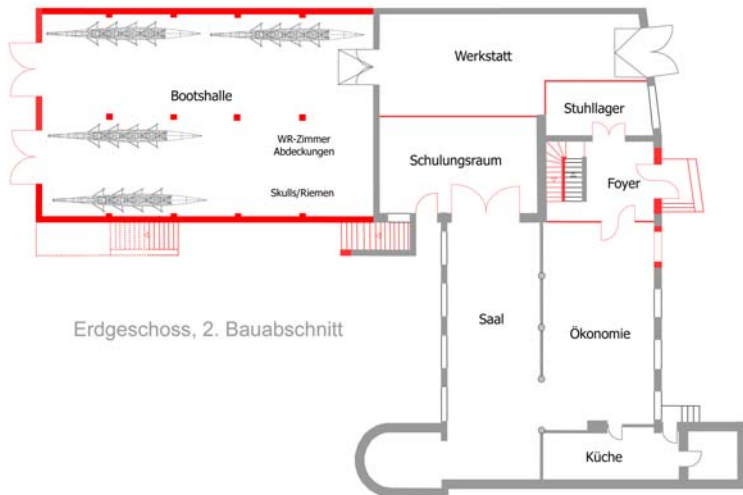 Werkstatt
Bootshalle
Stuhllager
WR-Zimmer
Abdeckungen
Schulungsraum
Skulls/Riemen
Foyer
Erdgeschoss, 2. Bauabschnitt
Saal
Ökonomie
Küche